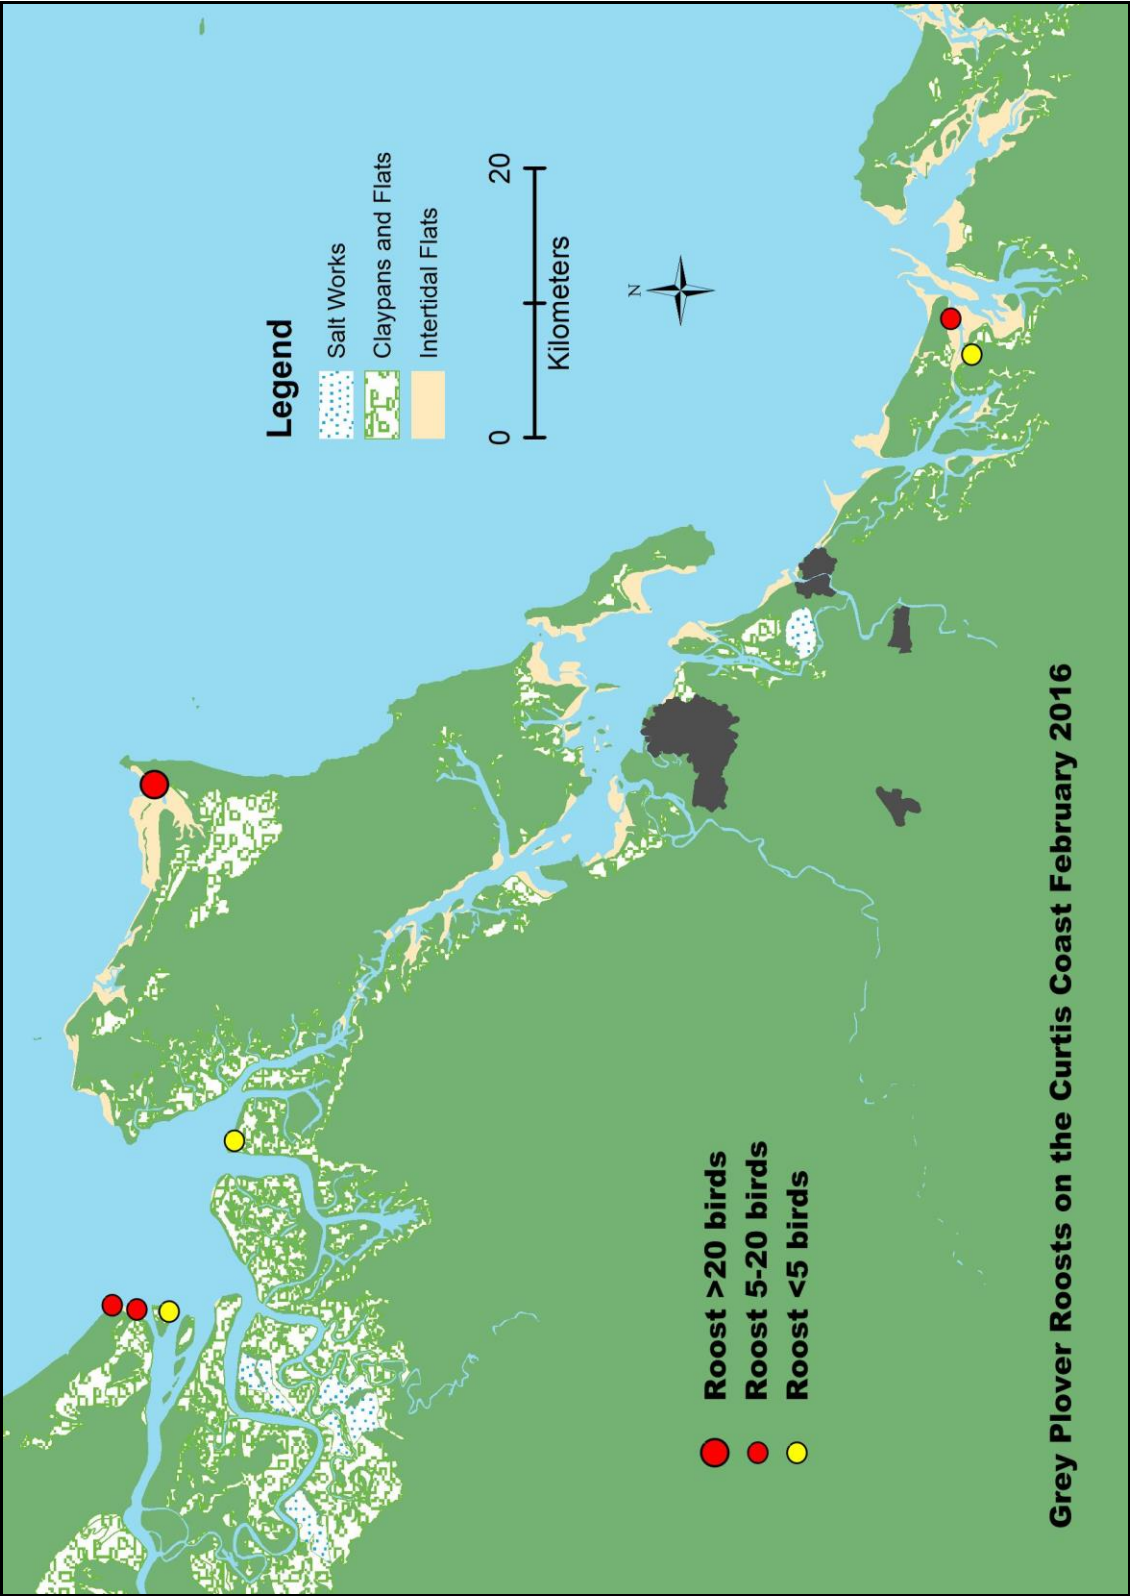 Legend
Salt Works
Claypans and Flats
Intertidal Flats
0 20
Kilometers
N
Roost >20 birds
Roost 5-20 birds
Roost <5 birds
Grey Plover Roosts on the Curtis Coast February 2016